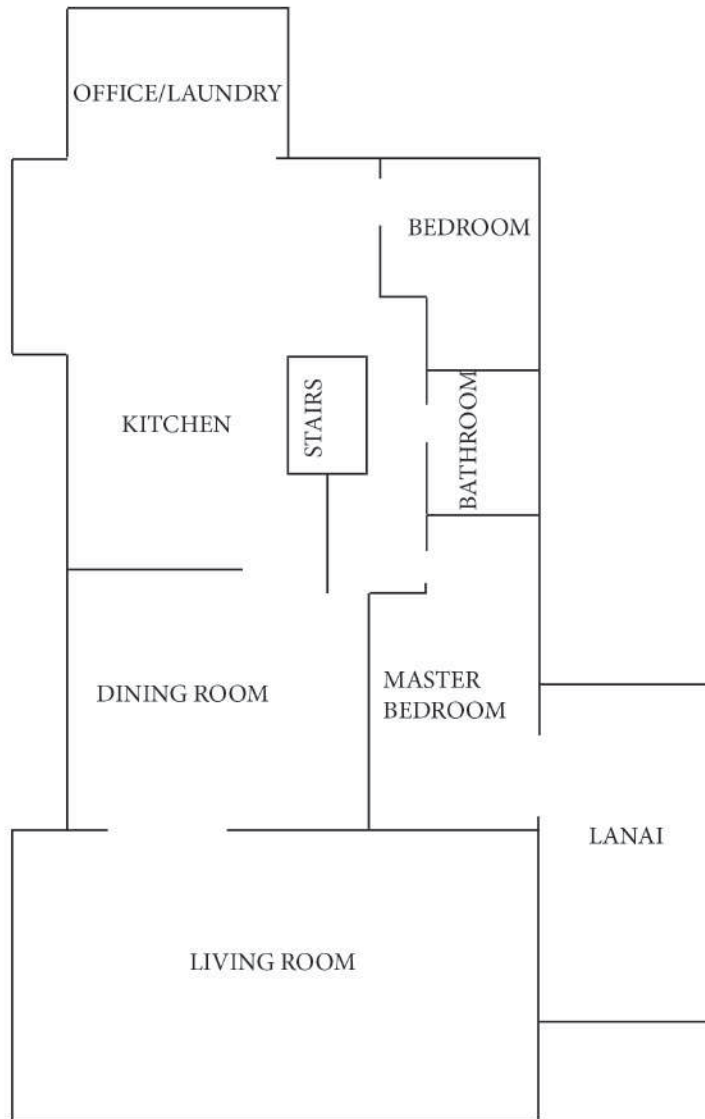 OFFICE/LAUNDRY
BEDROOM
STAIRS
KITCHEN
BATHROOM
DINING ROOM
MASTER
BEDROOM
LANAI
LIVING ROOM